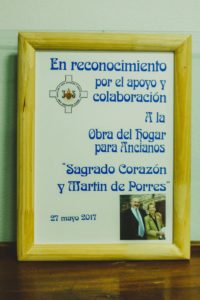 En reconocimiento
por el apoyo y
colaboración
A la
Obra del Hogar
para Ancianos
"Sagrado Corazón
y Martin de Porres"
27 mayo 2017